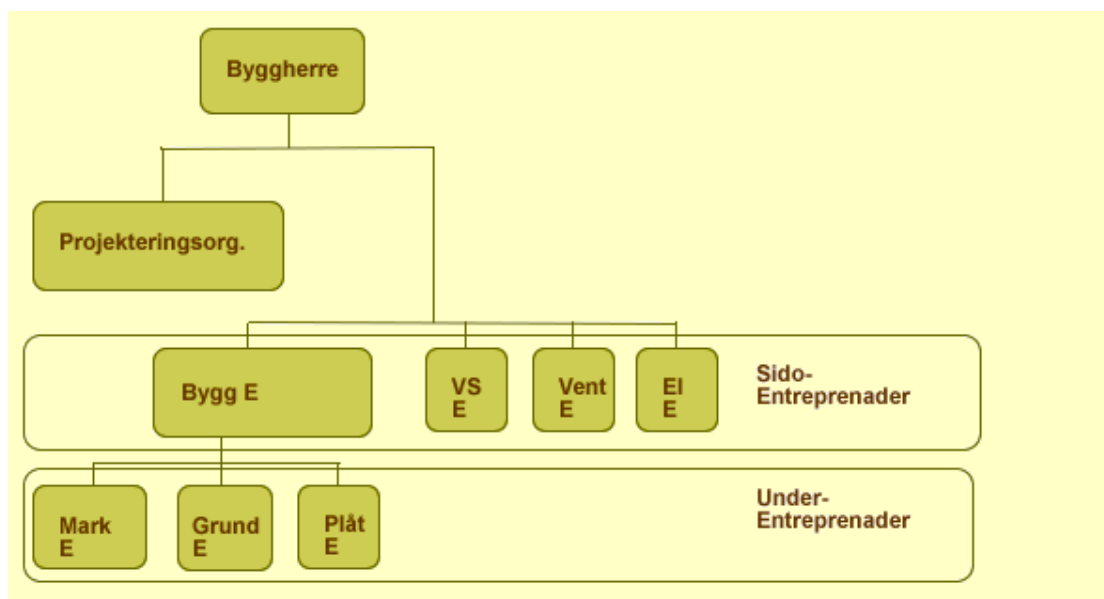 Byggherre
Projekteringsorg.
Bygg E
VS
E
Vent
E
El
E
Sido-
Entreprenader
Mark
E
Grund
E
Plåt
E
Under-
Entreprenader